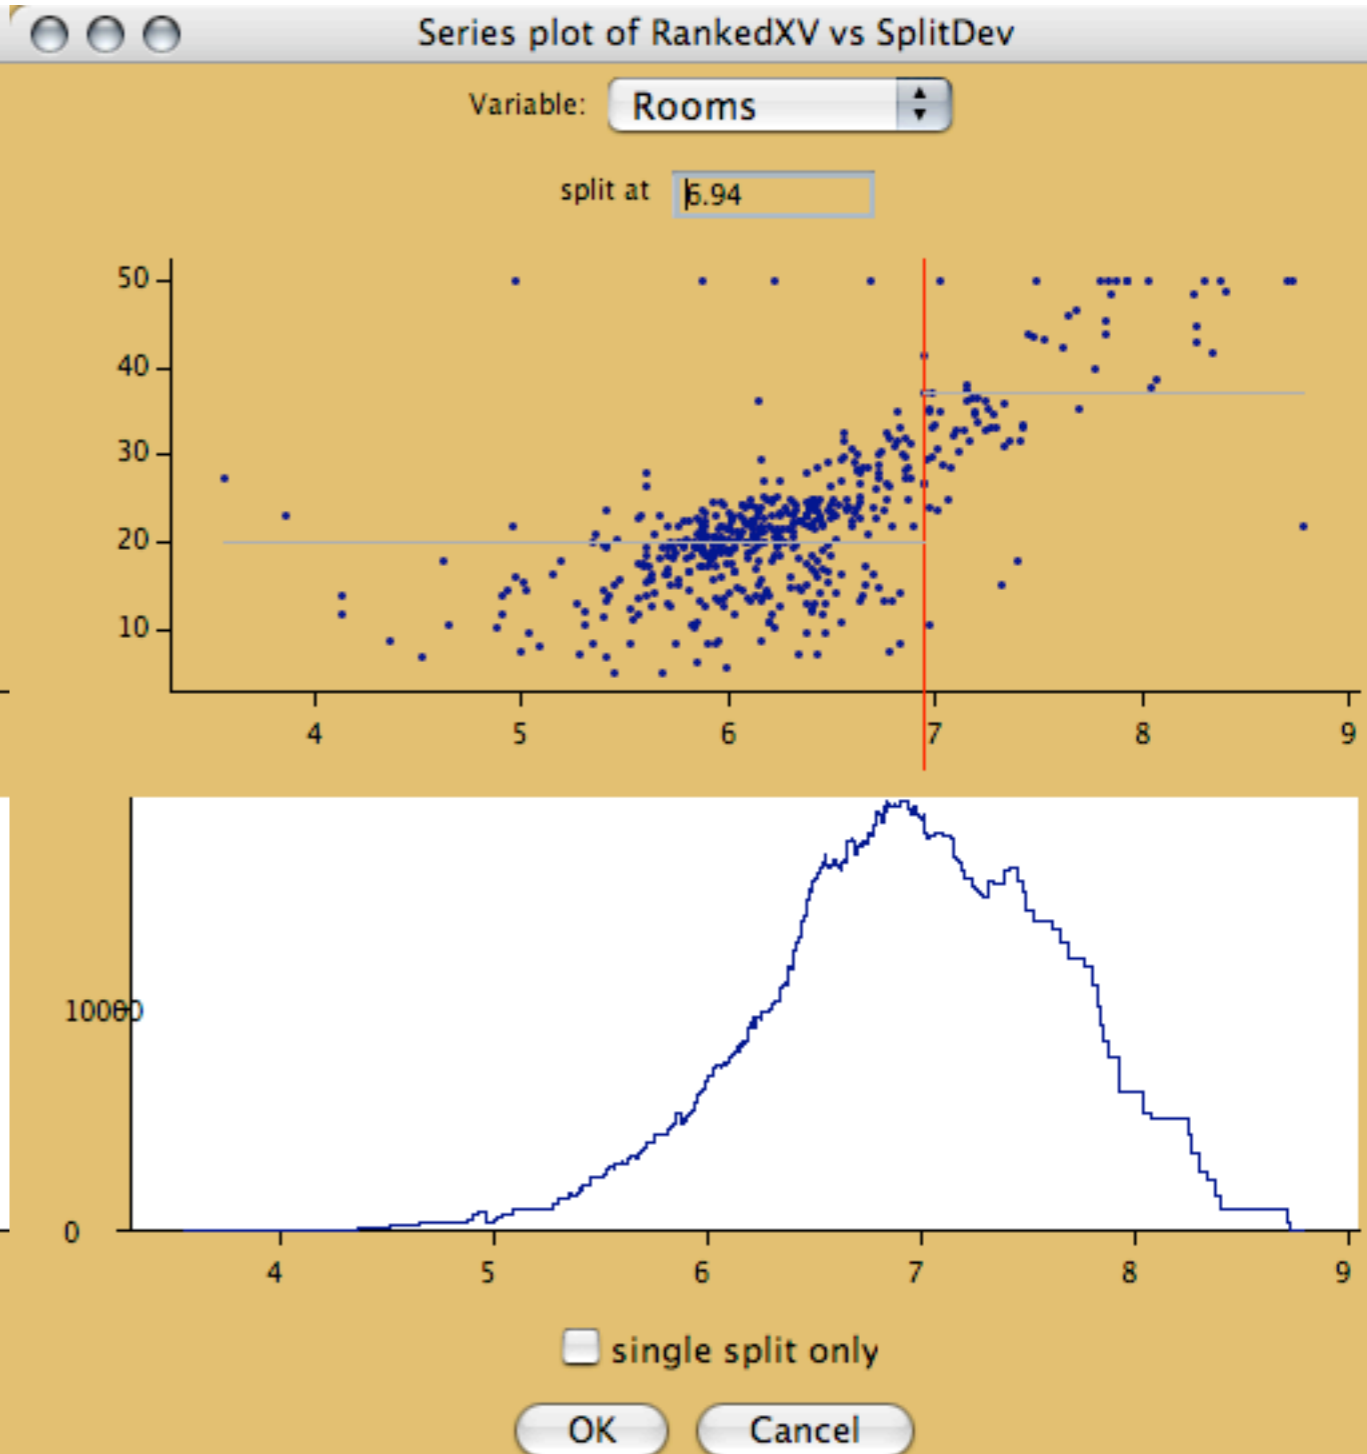 Series plot of RankedXV vs SplitDev
Variable: Rooms
split at 6.94
50
40
30
20
10
4 5 6 7 8 9
10000
0
4 5 6 7 8 9
single split only
OK Cancel